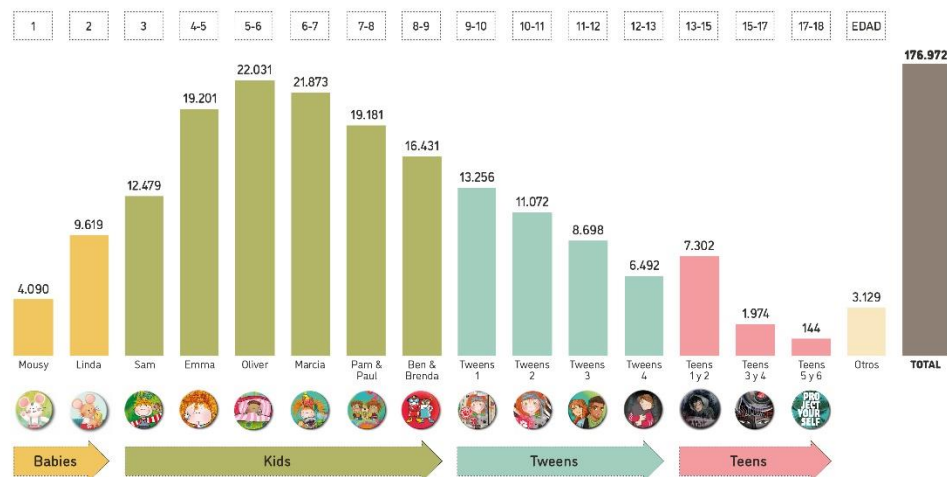 1 2 3 4-5 5-6 6-7 7-8 8-9 9-10 10-11 11-12 12-13 13-15 15-17 17-18 EDAD
4.090
9.619
12.479
19.201
22.031
21.873
19.181
16.431
13.256
11.072
8.698
6.492
7.302
1.974
144
3.129
176.972
Mousy
Linda
Sam
Emma
Oliver
Marcia
Pam &
Paul
Ben &
Brenda
Tweens
1
Tweens
2
Tweens
3
Tweens
4
Teens
1 y 2
Teens
3 y 4
Teens
5 y 6
Otros
TOTAL
PRO
JECT
YOUR
SELF
Babies
Kids
Tweens
Teens